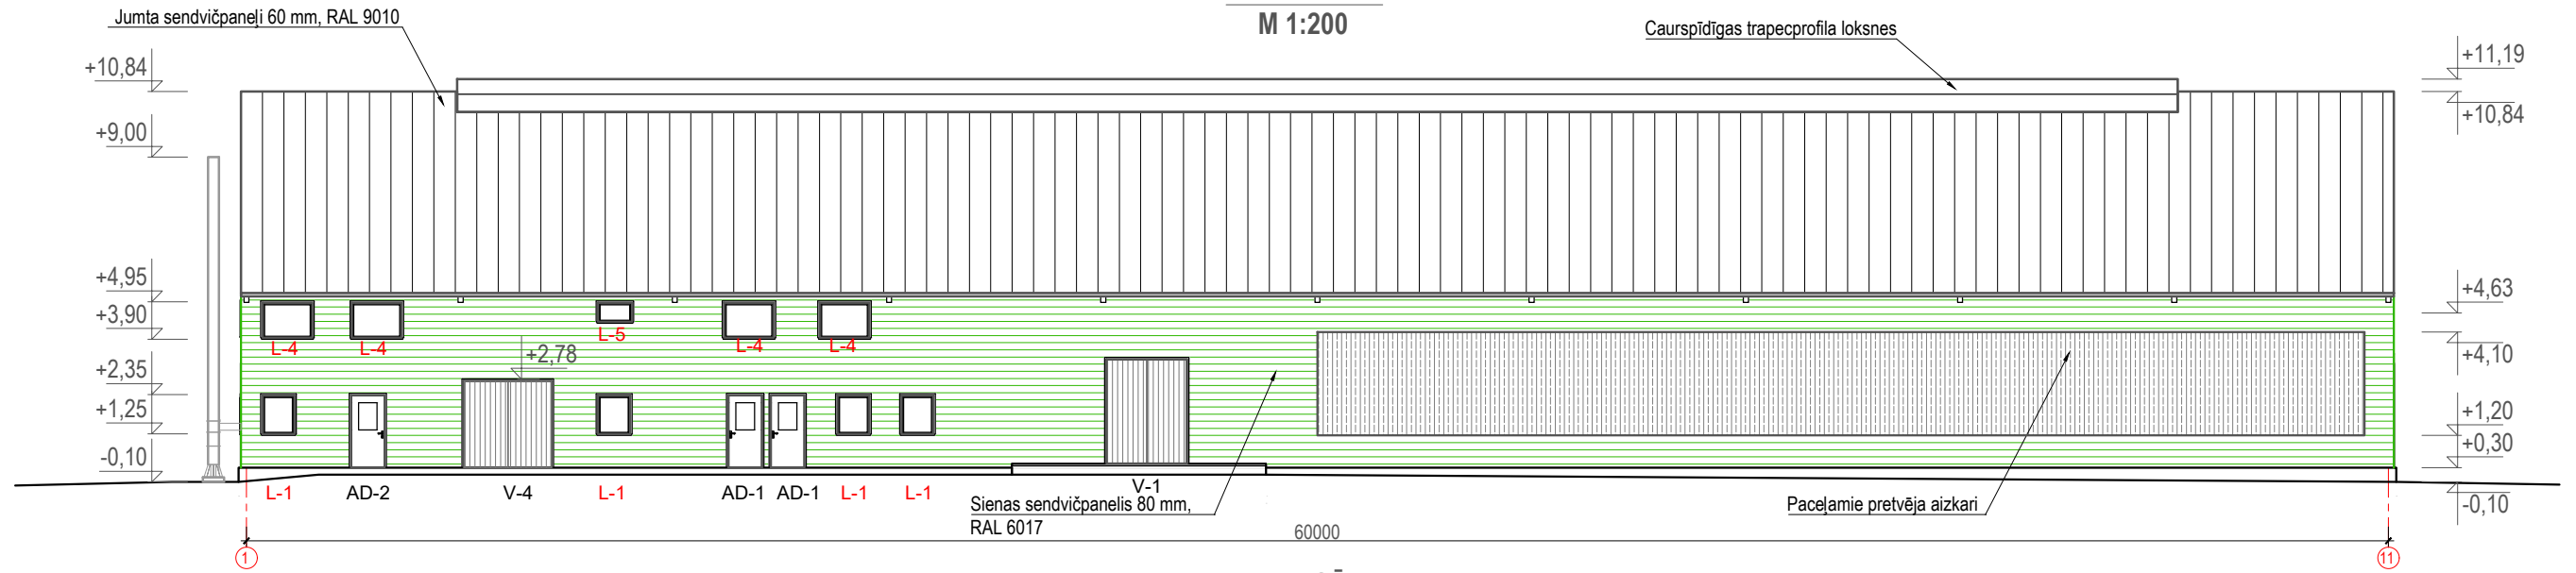 Jumta sendvičpaneļi 60 mm, RAL 9010
M 1:200
Caurspīdīgas trapecprofila loksnes
+10,84
+11,19
+10,84
+9,00
+4,95
+4,63
+3,90
L-4
L-4
L-5
L-4
L-4
+2,78
+4,10
+2,35
+1,25
+1,20
+0,30
-0,10
L-1
AD-2
V-4
L-1
AD-1
AD-1
L-1
L-1
V-1
Sienas sendvičpanelis 80 mm,
RAL 6017
Paceļamie pretvēja aizkari
-0,10
60000
1
11